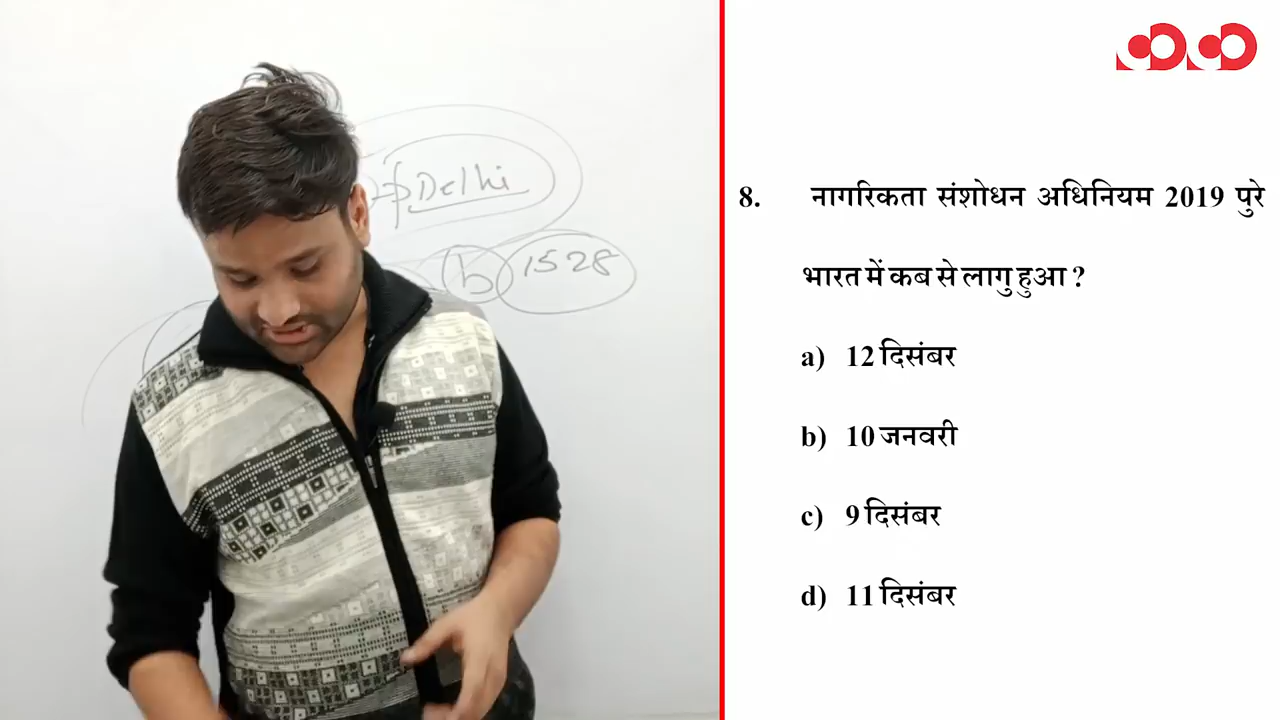 Delhi
b 1528
8. नागरिकता संशोधन अधिनियम 2019 पुरे
भारत में कब से लागु हुआ ?
a) 12 दिसंबर
b) 10 जनवरी
c) 9 दिसंबर
d) 11 दिसंबर